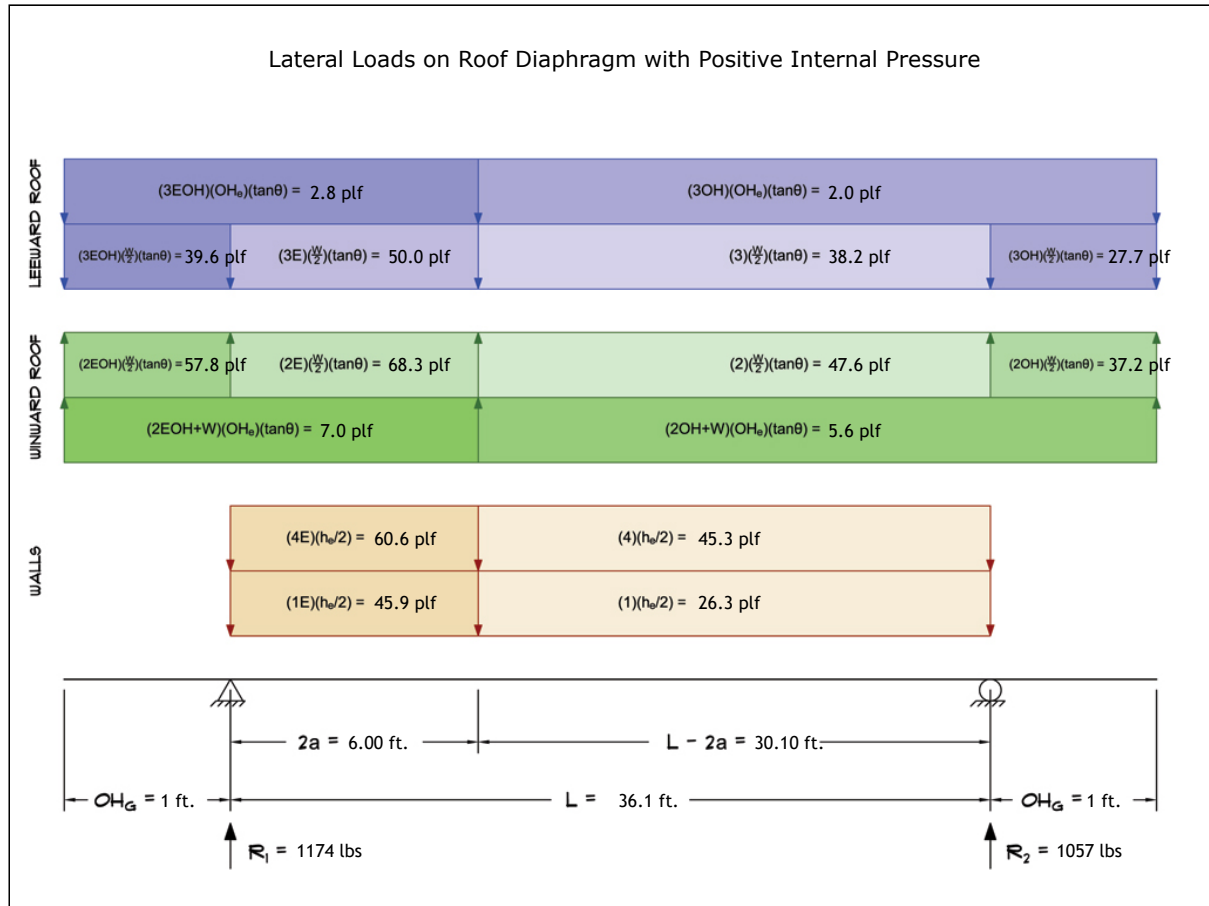 Lateral Loads on Roof Diaphragm with Positive Internal Pressure
LEEWARD ROOF
(3EOH)(OHₑ)(tanθ) = 2.8 plf
(3OH)(OHₑ)(tanθ) = 2.0 plf
(3EOH)(W/2)(tanθ) = 39.6 plf
(3E)(W/2)(tanθ) = 50.0 plf
(3)(W/2)(tanθ) = 38.2 plf
(3OH)(W/2)(tanθ) = 27.7 plf
WINWARD ROOF
(2EOH)(W/2)(tanθ) = 57.8 plf
(2E)(W/2)(tanθ) = 68.3 plf
(2)(W/2)(tanθ) = 47.6 plf
(2OH)(W/2)(tanθ) = 37.2 plf
(2EOH+W)(OHₑ)(tanθ) = 7.0 plf
(2OH+W)(OHₑ)(tanθ) = 5.6 plf
WALLS
(4E)(hₑ/2) = 60.6 plf
(4)(hₑ/2) = 45.3 plf
(1E)(hₑ/2) = 45.9 plf
(1)(hₑ/2) = 26.3 plf
2a = 6.00 ft.
L - 2a = 30.10 ft.
OH_G = 1 ft.
L = 36.1 ft.
OH_G = 1 ft.
R₁ = 1174 lbs
R₂ = 1057 lbs